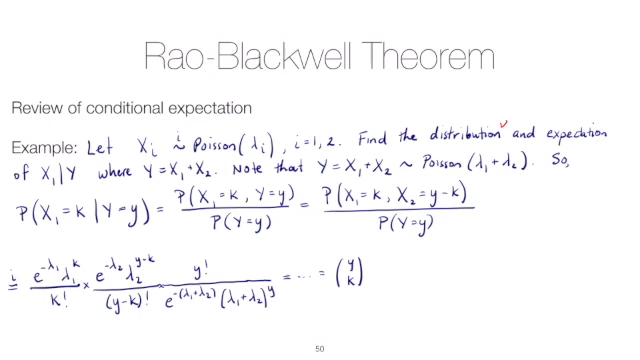 Rao-Blackwell Theorem
Review of conditional expectation
Example: Let Xᵢ ~ⁱ Poisson(λᵢ), i=1,2. Find the distribution ✓ and expectation
of X₁|Y where Y=X₁+X₂. Note that Y=X₁+X₂ ~ Poisson(λ₁+λ₂). So,
P(X₁=k | Y=y) = P(X₁=k, Y=y) / P(Y=y) = P(X₁=k, X₂=y-k) / P(Y=y)
=ⁱ e^(-λ₁) λ₁^k / k! × e^(-λ₂) λ₂^(y-k) / (y-k)! × y! / e^(-(λ₁+λ₂)) (λ₁+λ₂)^y = ... = (y k)
50